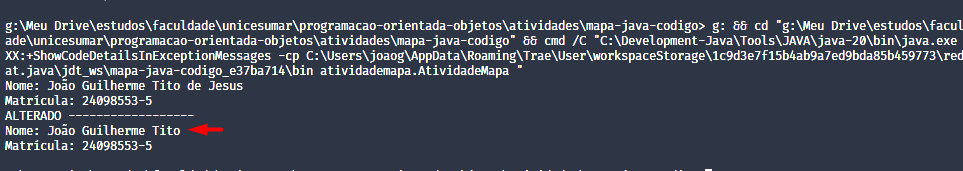 g:\Meu Drive\estudos\faculdade\unicesumar\programacao-orientada-objetos\atividades\mapa-java-codigo> g: && cd "g:\Meu Drive\estudos\facul
ade\unicesumar\programacao-orientada-objetos\atividades\mapa-java-codigo" && cmd /C "C:\Development-Java\Tools\JAVA\java-20\bin\java.exe
XX:+ShowCodeDetailsInExceptionMessages -cp C:\Users\joaog\AppData\Roaming\Trae\User\workspaceStorage\1c9d3e7f15b4ab9a7ed9bda85b459773\red
at.java\jdt_ws\mapa-java-codigo_e37ba714\bin atividademapa.AtividadeMapa "
Nome: João Guilherme Tito de Jesus
Matrícula: 24098553-5
ALTERADO ------------------
Nome: João Guilherme Tito
Matrícula: 24098553-5